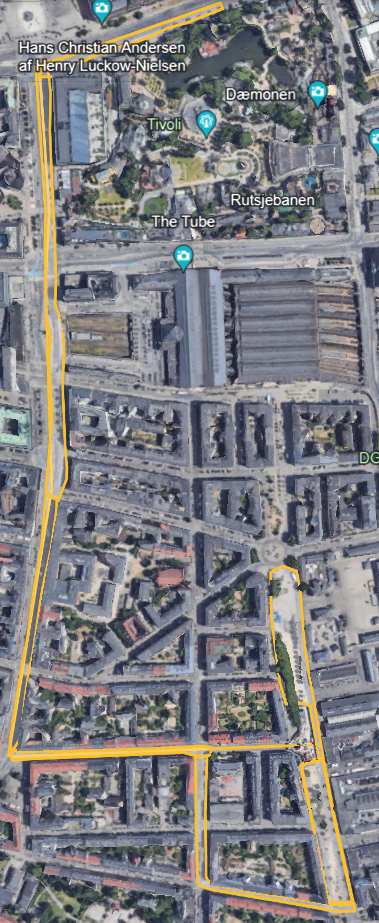 Hans Christian Andersen
af Henry Luckow-Nielsen
Dæmonen
Tivoli
Rutsjebanen
The Tube
DG